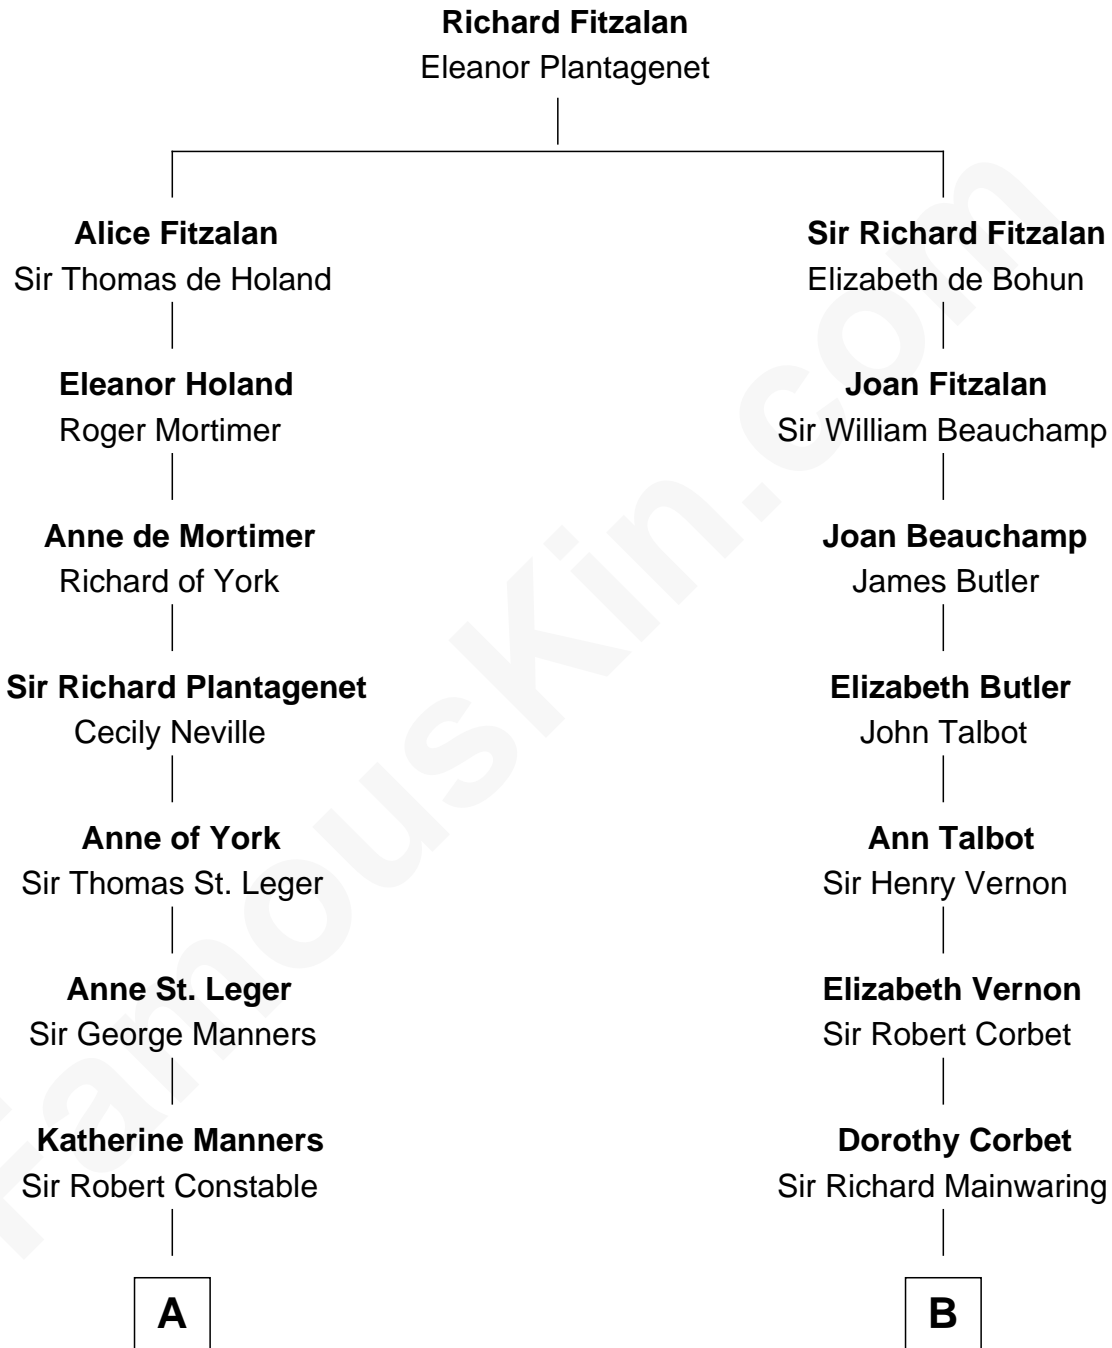 Richard Fitzalan
Eleanor Plantagenet
Alice Fitzalan
Sir Thomas de Holand
Sir Richard Fitzalan
Elizabeth de Bohun
Eleanor Holand
Roger Mortimer
Joan Fitzalan
Sir William Beauchamp
Anne de Mortimer
Richard of York
Joan Beauchamp
James Butler
Sir Richard Plantagenet
Cecily Neville
Elizabeth Butler
John Talbot
Anne of York
Sir Thomas St. Leger
Ann Talbot
Sir Henry Vernon
Anne St. Leger
Sir George Manners
Elizabeth Vernon
Sir Robert Corbet
Katherine Manners
Sir Robert Constable
Dorothy Corbet
Sir Richard Mainwaring
A
B
FamousKin.com